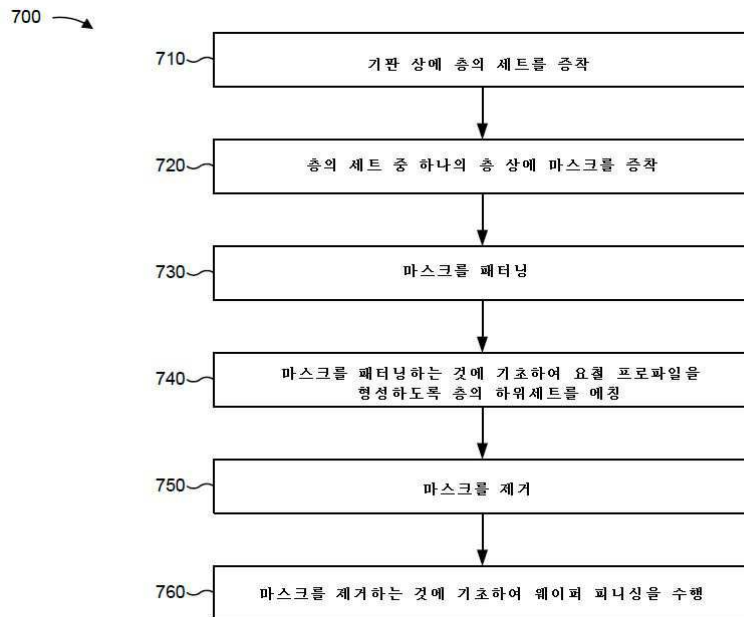 700
710
기판 상에 층의 세트를 증착
720
층의 세트 중 하나의 층 상에 마스크를 증착
730
마스크를 패터닝
740
마스크를 패터닝하는 것에 기초하여 요철 프로파일을
형성하도록 층의 하위세트를 에칭
750
마스크를 제거
760
마스크를 제거하는 것에 기초하여 웨이퍼 피니싱을 수행